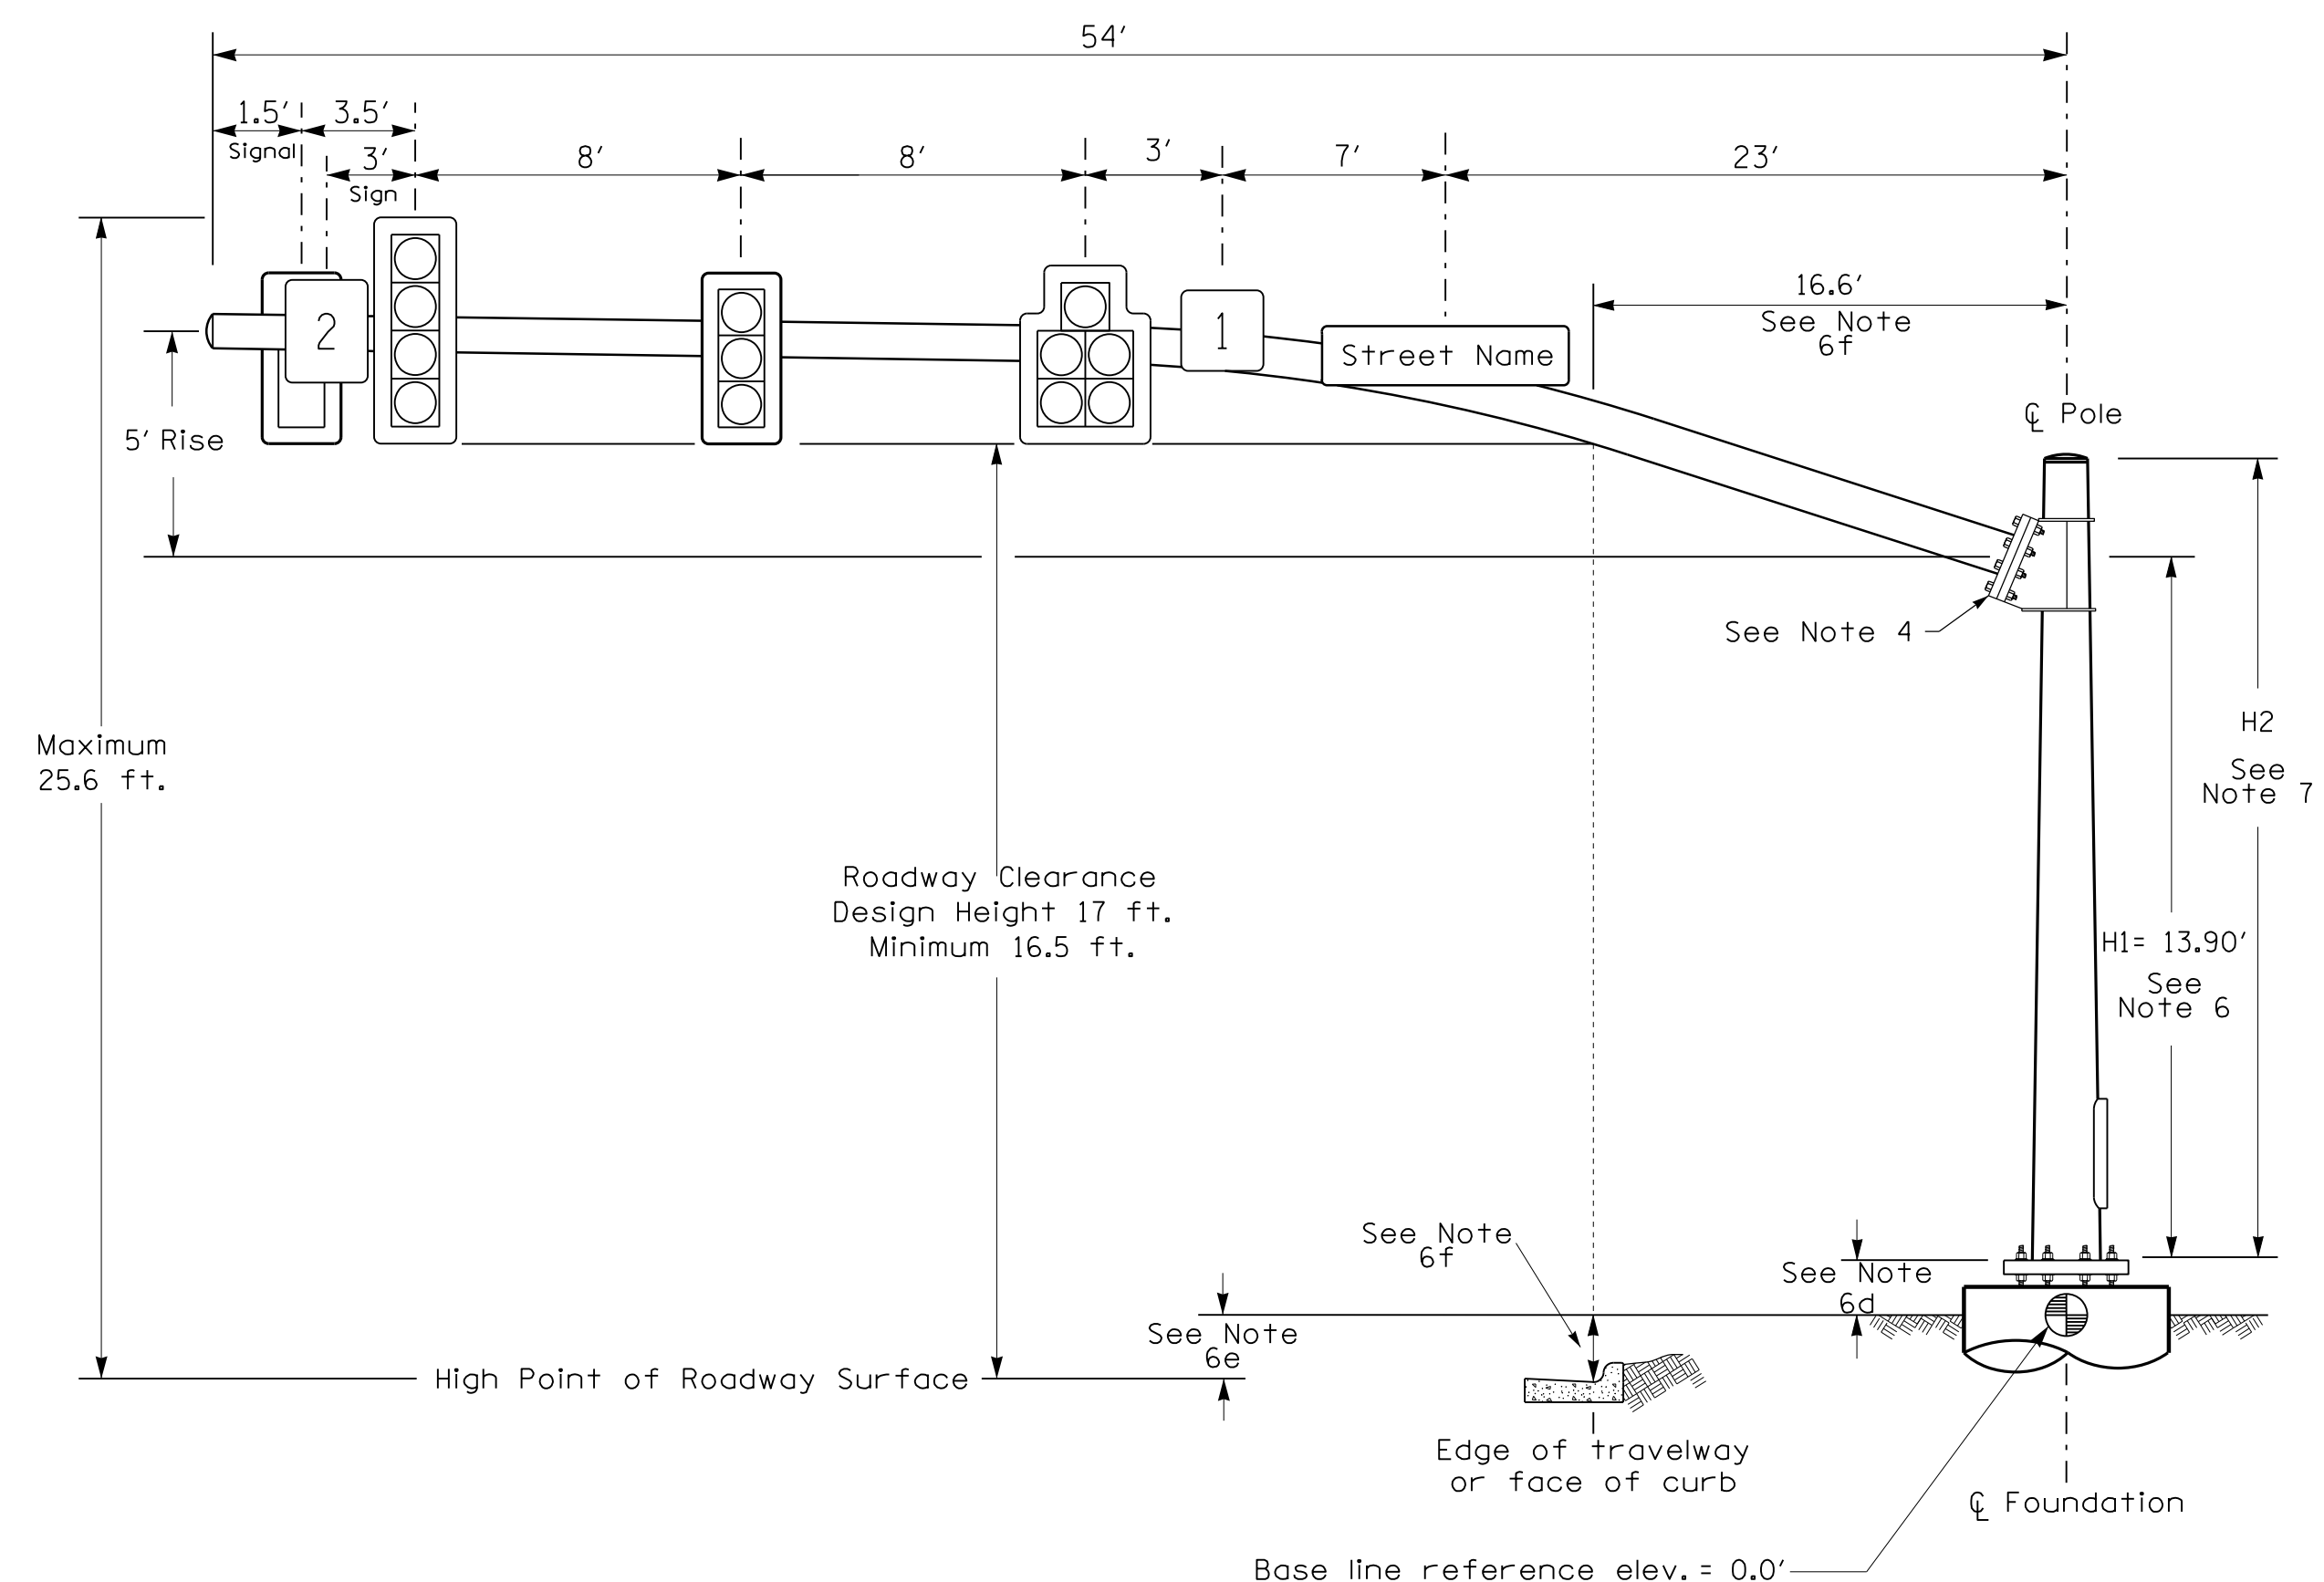 54'
1.5'
3.5'
Signal
3'
Sign
8'
8'
3'
7'
23'
16.6'
See Note
6f
2
1
Street Name
℄ Pole
5' Rise
See Note 4
H2
See
Note 7
Maximum
25.6 ft.
Roadway Clearance
Design Height 17 ft.
Minimum 16.5 ft.
H1= 13.90'
See
Note 6
See Note
6f
See Note
6d
See Note
6e
High Point of Roadway Surface
Edge of travelway
or face of curb
℄ Foundation
Base line reference elev. = 0.0'